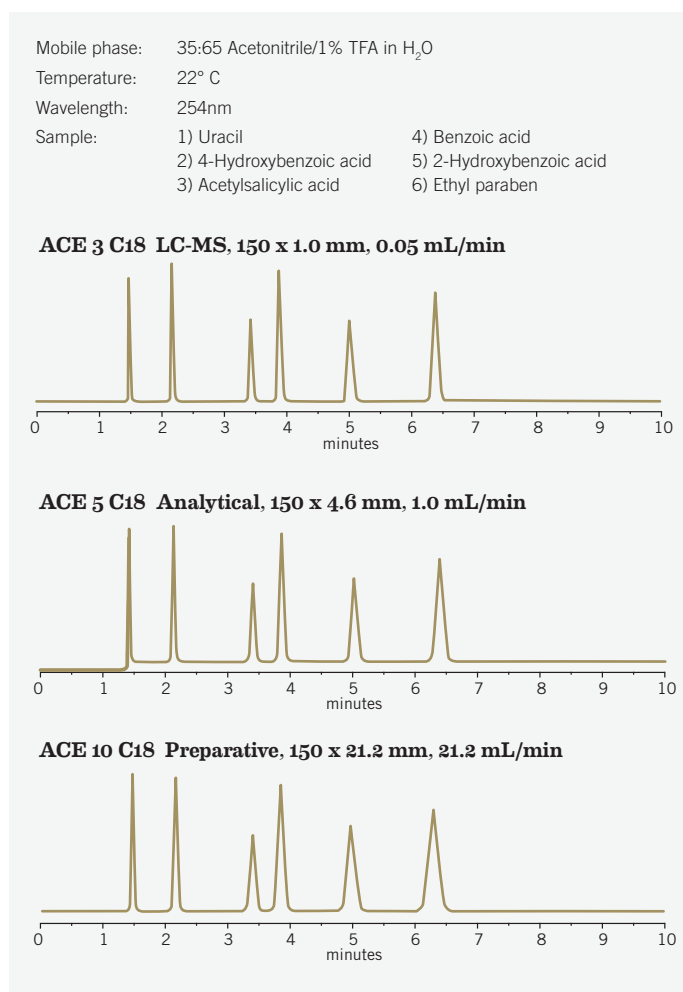 Mobile phase: 35:65 Acetonitrile/1% TFA in H₂O
Temperature: 22° C
Wavelength: 254nm
Sample: 1) Uracil 4) Benzoic acid
2) 4-Hydroxybenzoic acid 5) 2-Hydroxybenzoic acid
3) Acetylsalicylic acid 6) Ethyl paraben
ACE 3 C18 LC-MS, 150 x 1.0 mm, 0.05 mL/min
0 1 2 3 4 5 6 7 8 9 10
minutes
ACE 5 C18 Analytical, 150 x 4.6 mm, 1.0 mL/min
0 1 2 3 4 5 6 7 8 9 10
minutes
ACE 10 C18 Preparative, 150 x 21.2 mm, 21.2 mL/min
0 1 2 3 4 5 6 7 8 9 10
minutes